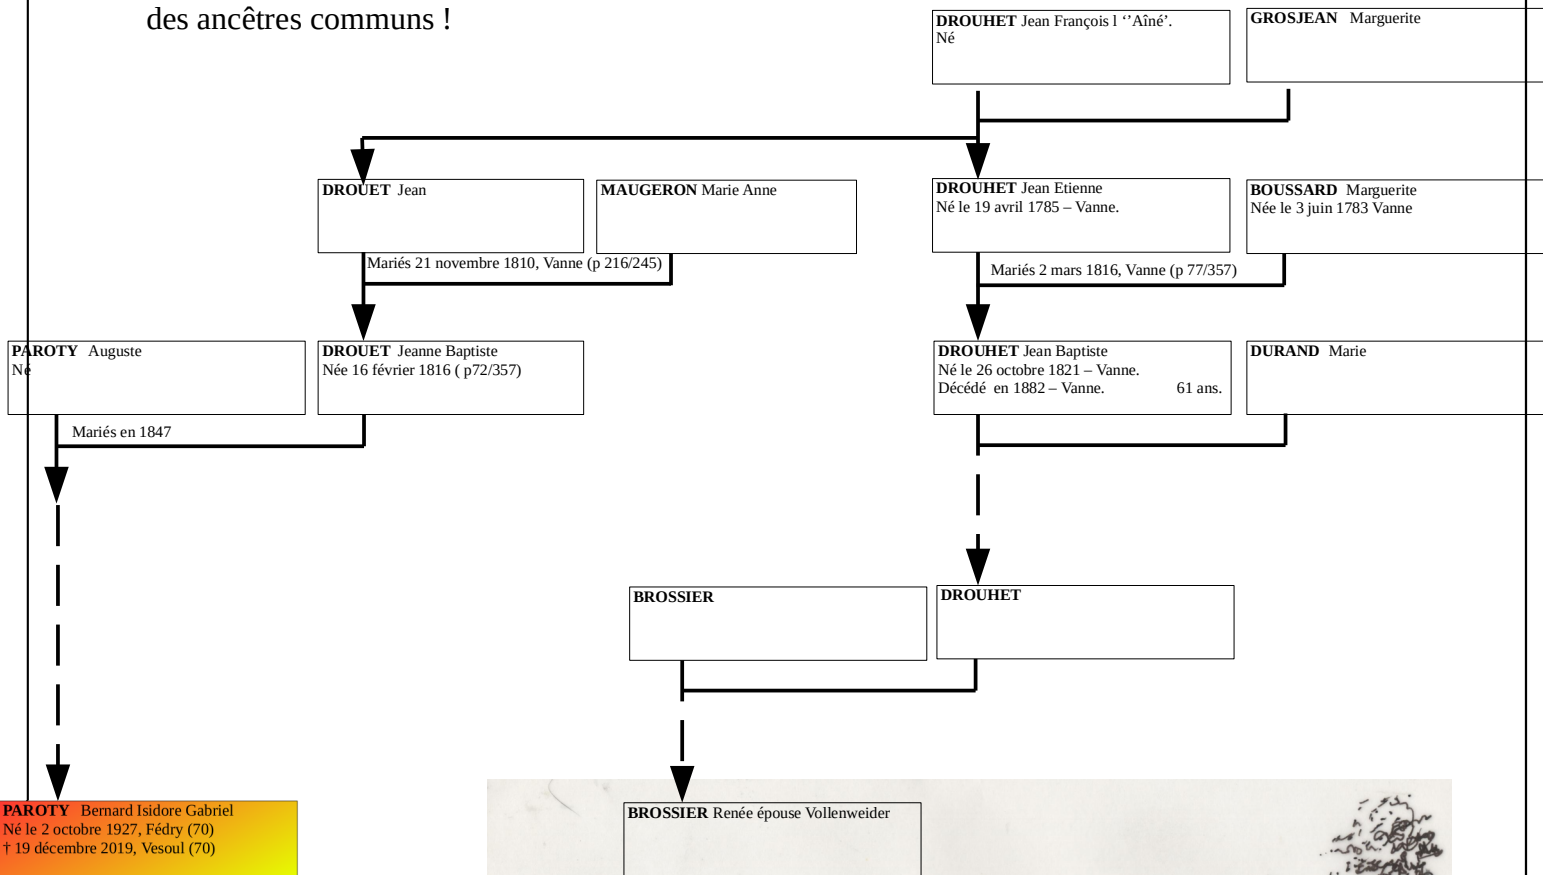 des ancêtres communs !
DROUHET Jean François l ‘’Aîné’.
Né
GROSJEAN Marguerite
DROUET Jean
MAUGERON Marie Anne
DROUHET Jean Etienne
Né le 19 avril 1785 – Vanne.
BOUSSARD Marguerite
Née le 3 juin 1783 Vanne
Mariés 21 novembre 1810, Vanne (p 216/245)
Mariés 2 mars 1816, Vanne (p 77/357)
PAROTY Auguste
Né
DROUET Jeanne Baptiste
Née 16 février 1816 ( p72/357)
DROUHET Jean Baptiste
Né le 26 octobre 1821 – Vanne.
Décédé en 1882 – Vanne. 61 ans.
DURAND Marie
Mariés en 1847
BROSSIER
DROUHET
PAROTY Bernard Isidore Gabriel
Né le 2 octobre 1927, Fédry (70)
† 19 décembre 2019, Vesoul (70)
BROSSIER Renée épouse Vollenweider